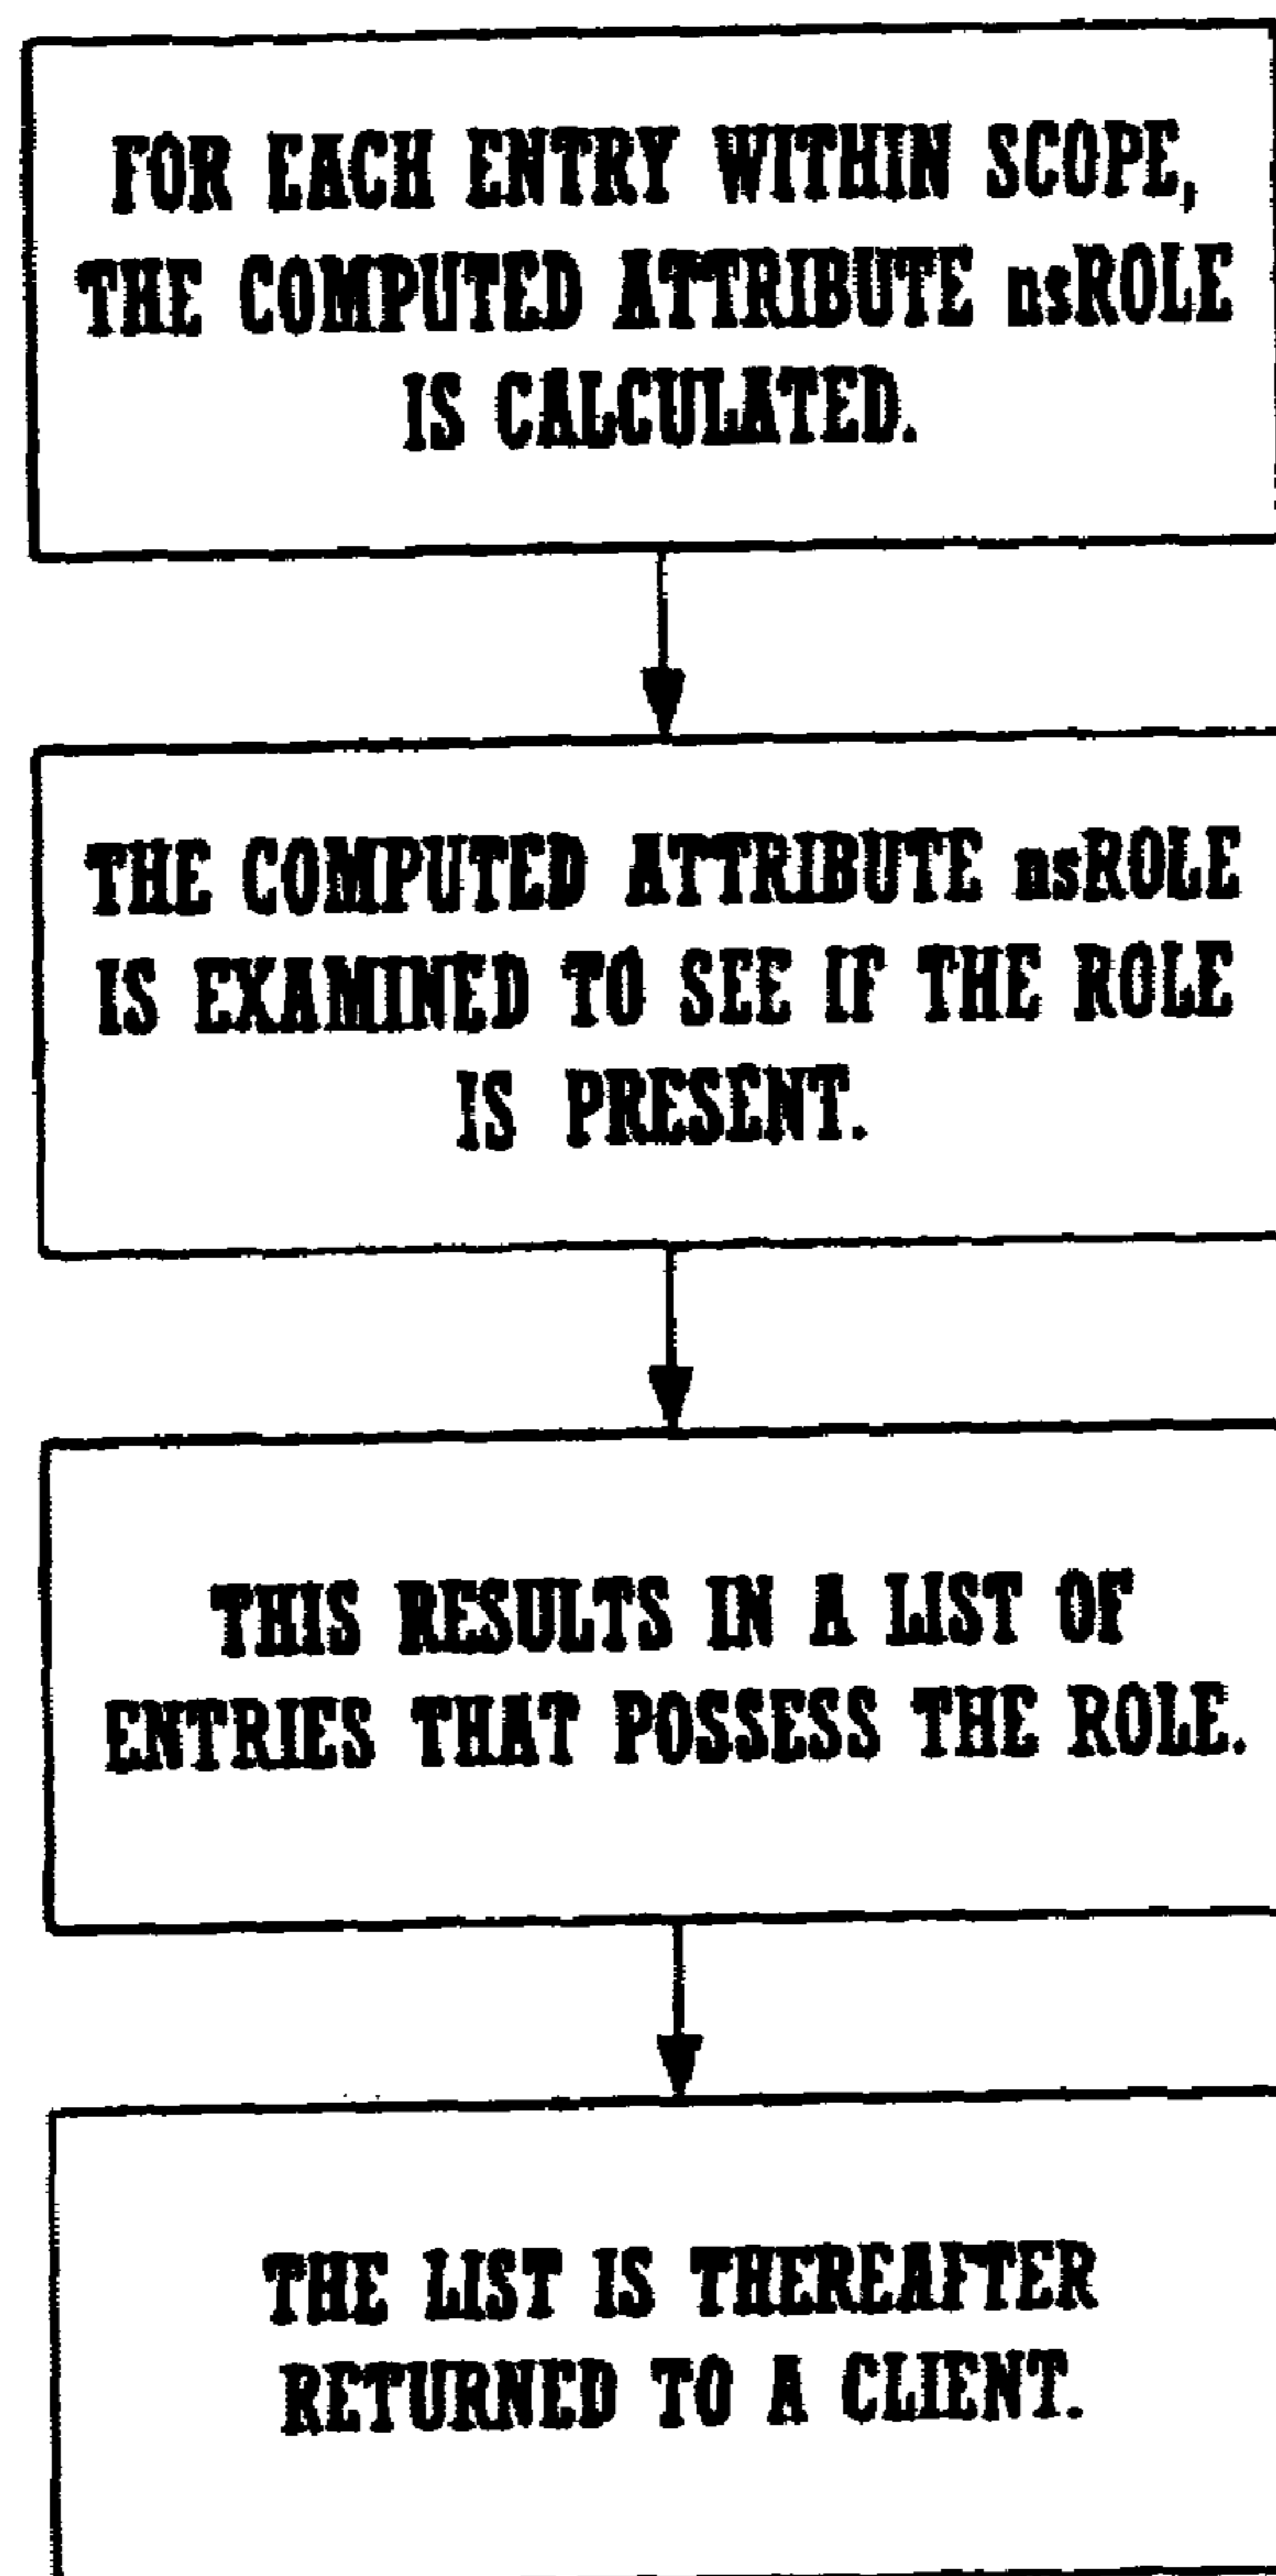 FOR EACH ENTRY WITHIN SCOPE,
THE COMPUTED ATTRIBUTE nsROLE
IS CALCULATED.
THE COMPUTED ATTRIBUTE nsROLE
IS EXAMINED TO SEE IF THE ROLE
IS PRESENT.
THIS RESULTS IN A LIST OF
ENTRIES THAT POSSESS THE ROLE.
THE LIST IS THEREAFTER
RETURNED TO A CLIENT.